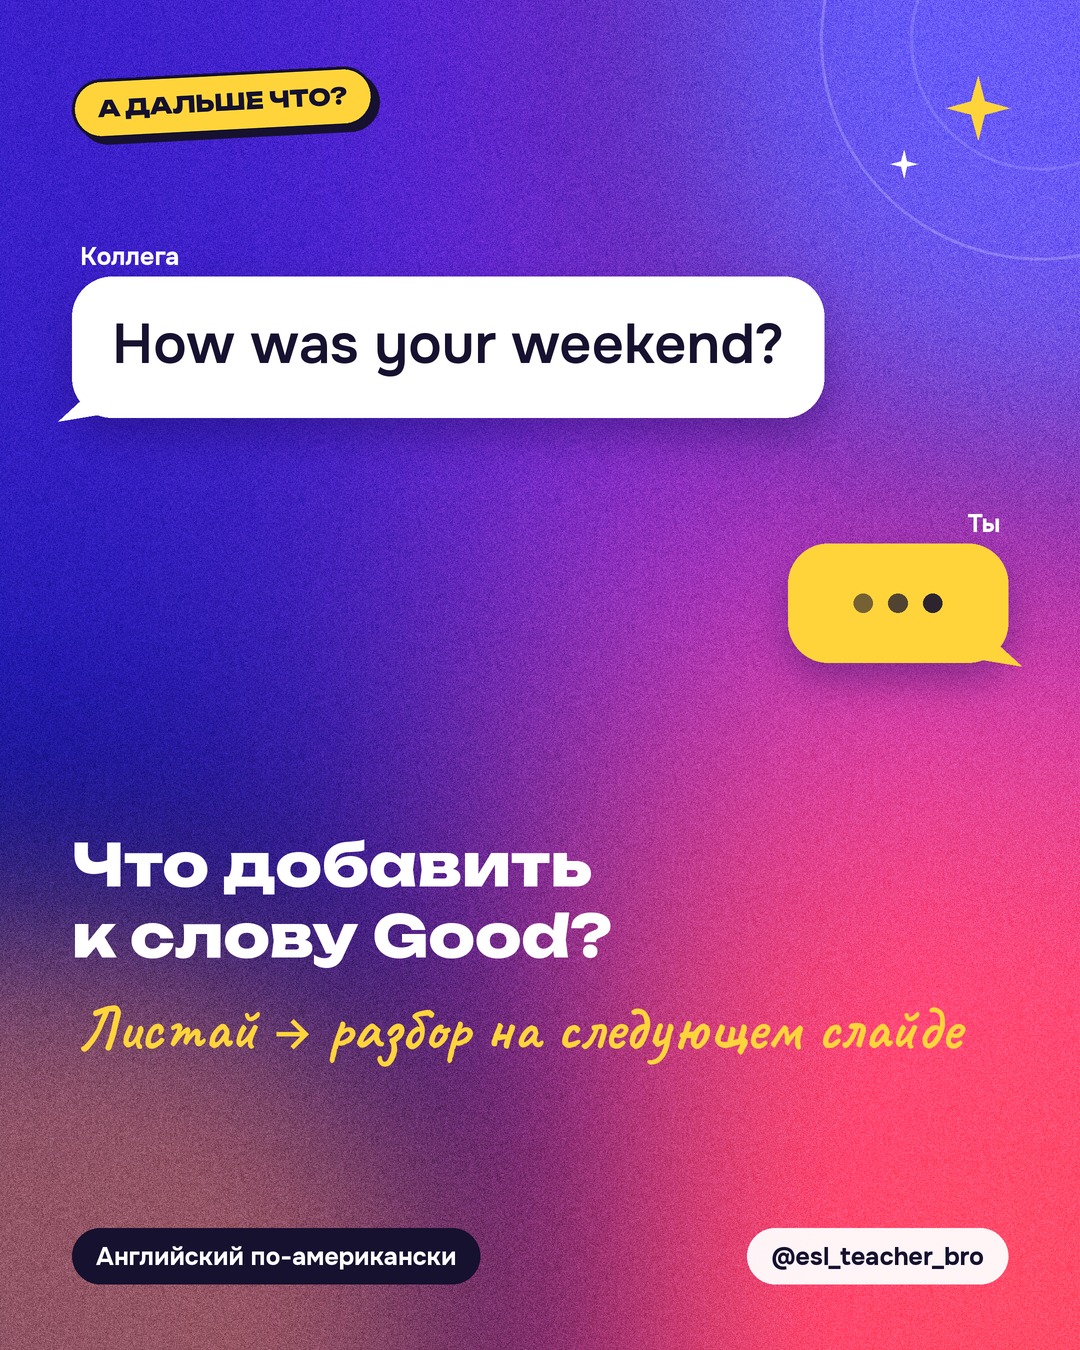 А ДАЛЬШЕ ЧТО?
Коллега
How was your weekend?
Ты
Что добавить
к слову Good?
Листай → разбор на следующем слайде
Английский по-американски
@esl_teacher_bro